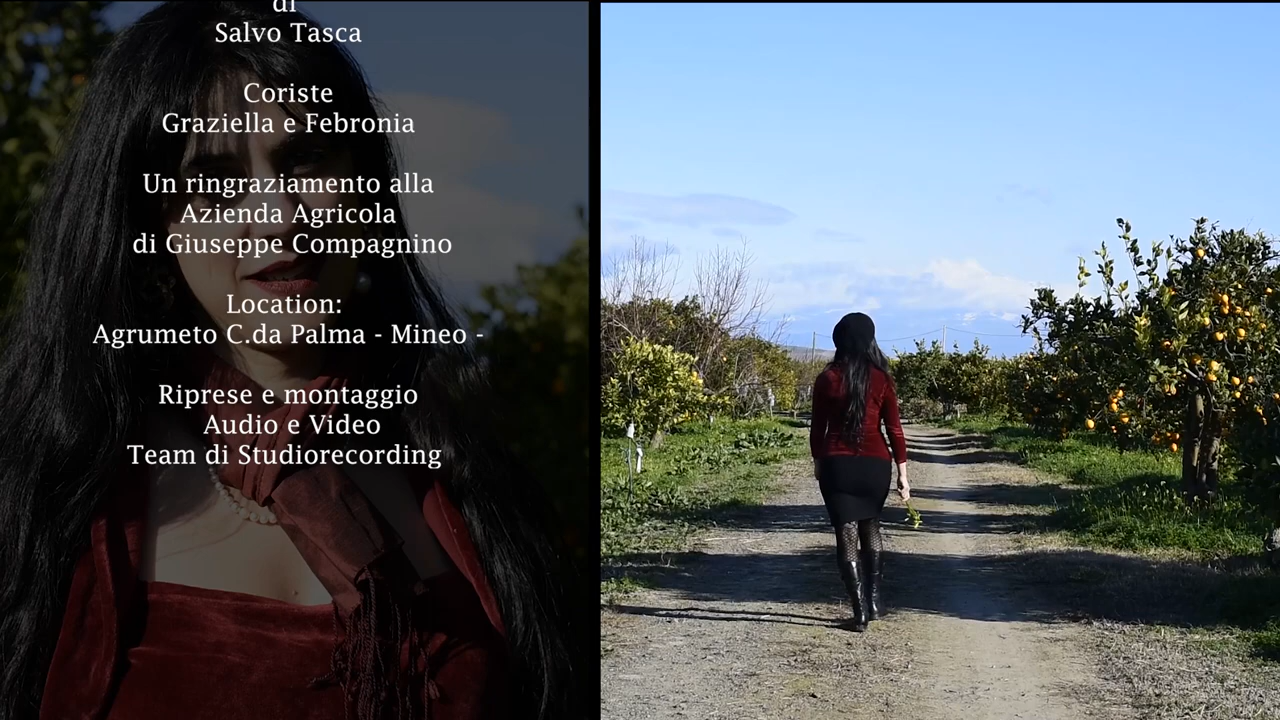 di
Salvo Tasca
Coriste
Graziella e Febronia
Un ringraziamento alla
Azienda Agricola
di Giuseppe Compagnino
Location:
Agrumeto C.da Palma - Mineo -
Riprese e montaggio
Audio e Video
Team di Studiorecording